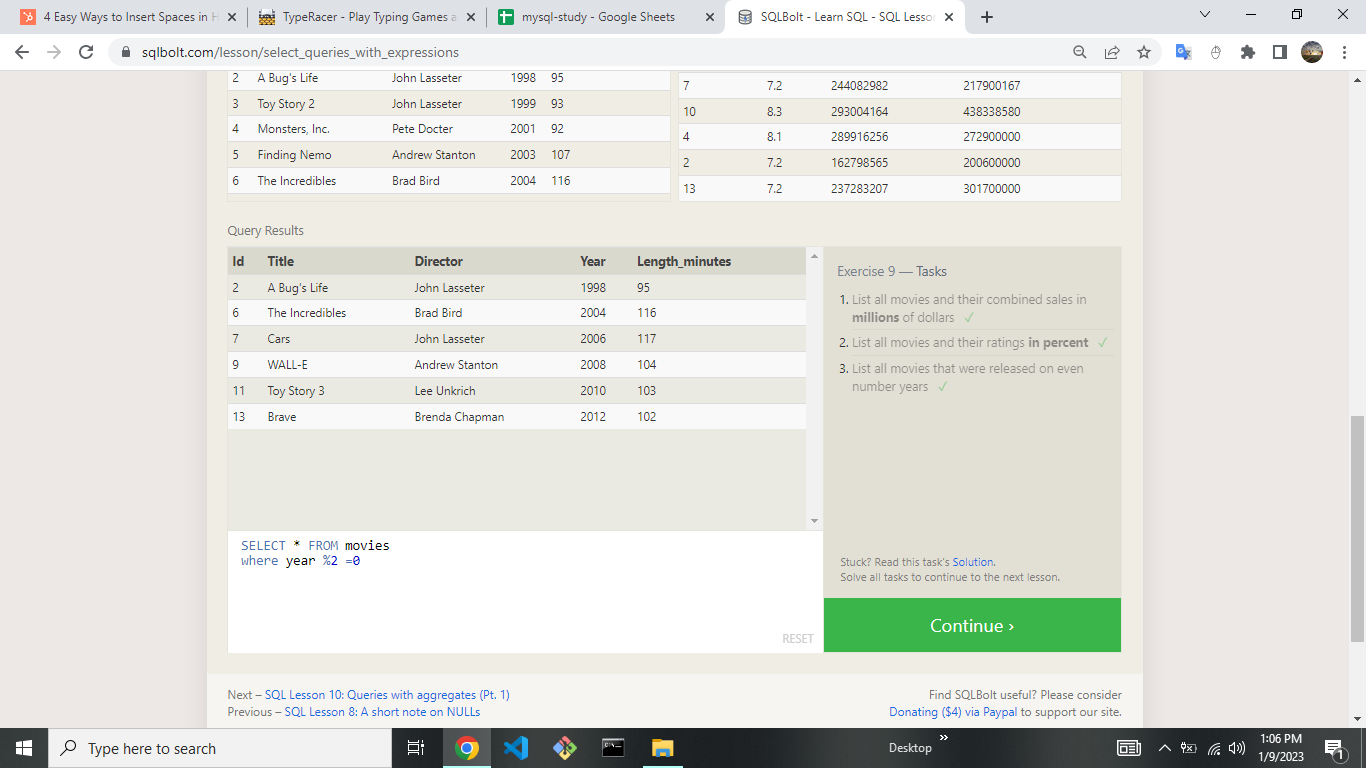 4 Easy Ways to Insert Spaces in H
TypeRacer - Play Typing Games a
mysql-study - Google Sheets
SQLBolt - Learn SQL - SQL Lesso
sqlbolt.com/lesson/select_queries_with_expressions
2 A Bug's Life John Lasseter 1998 95
3 Toy Story 2 John Lasseter 1999 93
4 Monsters, Inc. Pete Docter 2001 92
5 Finding Nemo Andrew Stanton 2003 107
6 The Incredibles Brad Bird 2004 116
7 7.2 244082982 217900167
10 8.3 293004164 438338580
4 8.1 289916256 272900000
2 7.2 162798565 200600000
13 7.2 237283207 301700000
Query Results
Id Title Director Year Length_minutes
2 A Bug's Life John Lasseter 1998 95
6 The Incredibles Brad Bird 2004 116
7 Cars John Lasseter 2006 117
9 WALL-E Andrew Stanton 2008 104
11 Toy Story 3 Lee Unkrich 2010 103
13 Brave Brenda Chapman 2012 102
SELECT * FROM movies
where year %2 =0
RESET
Exercise 9 — Tasks
1. List all movies and their combined sales in
millions of dollars ✓
2. List all movies and their ratings in percent ✓
3. List all movies that were released on even
number years ✓
Stuck? Read this task's Solution.
Solve all tasks to continue to the next lesson.
Continue ›
Next – SQL Lesson 10: Queries with aggregates (Pt. 1)
Previous – SQL Lesson 8: A short note on NULLs
Find SQLBolt useful? Please consider
Donating ($4) via Paypal to support our site.
Type here to search
Desktop
1:06 PM
1/9/2023
1